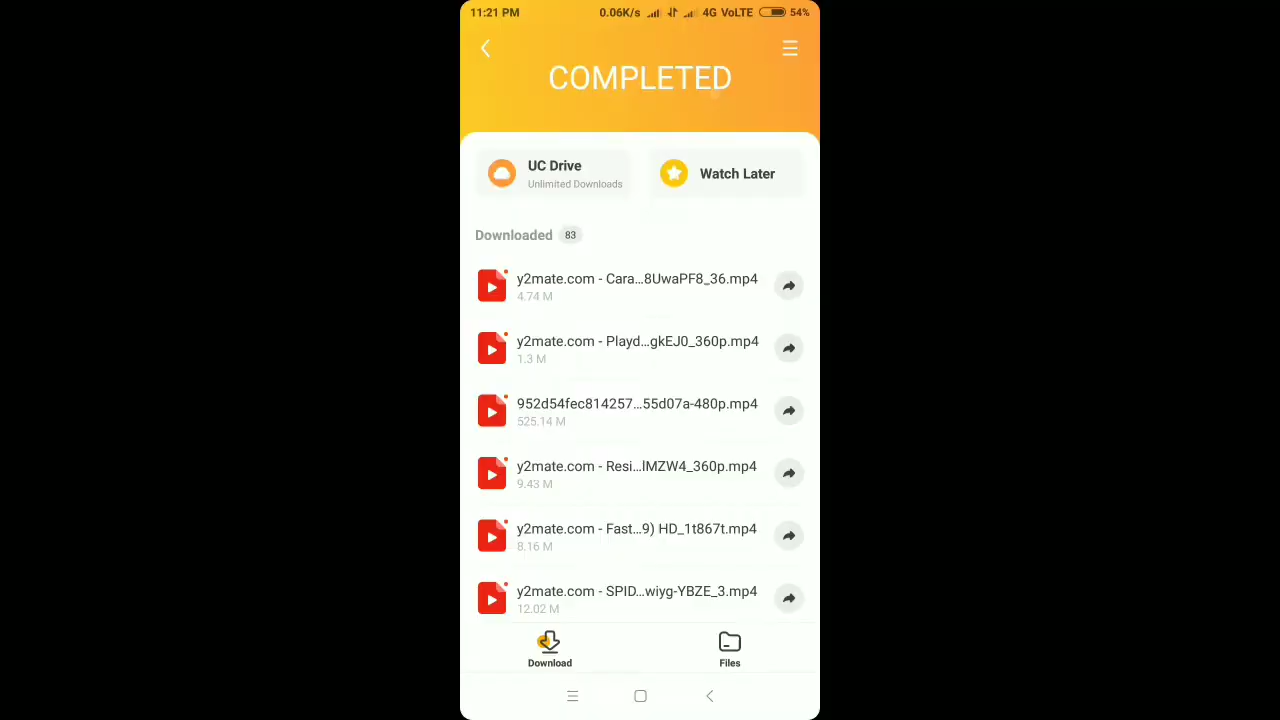 11:21 PM 0.06K/s 4G VoLTE 54%
COMPLETED
UC Drive
Unlimited Downloads
Watch Later
Downloaded 83
y2mate.com - Cara...8UwaPF8_36.mp4
4.74 M
y2mate.com - Playd...gkEJ0_360p.mp4
1.3 M
952d54fec814257...55d07a-480p.mp4
525.14 M
y2mate.com - Resi...lMZW4_360p.mp4
9.43 M
y2mate.com - Fast...9) HD_1t867t.mp4
8.16 M
y2mate.com - SPID...wiyg-YBZE_3.mp4
12.02 M
Download
Files